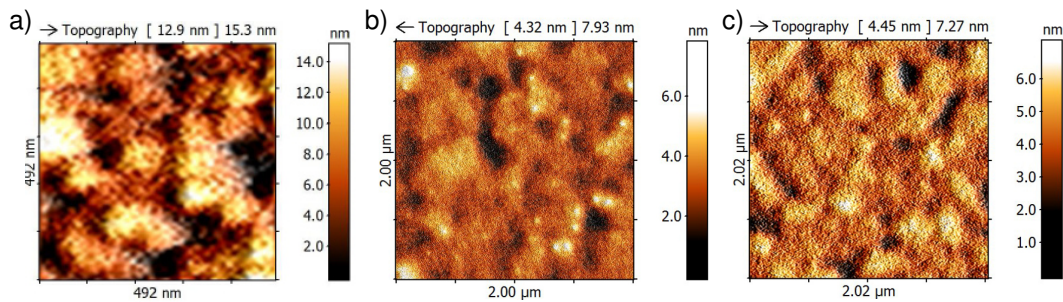 a)
→ Topography [ 12.9 nm ] 15.3 nm
nm
14.0
12.0
10.0
8.0
6.0
4.0
2.0
492 nm
492 nm
b)
← Topography [ 4.32 nm ] 7.93
nm
6.0
4.0
2.0
2.00 µm
2.00 µm
c)
→ Topography [ 4.45 nm ] 7.27
nm
6.0
5.0
4.0
3.0
2.0
1.0
2.02 µm
2.02 µm